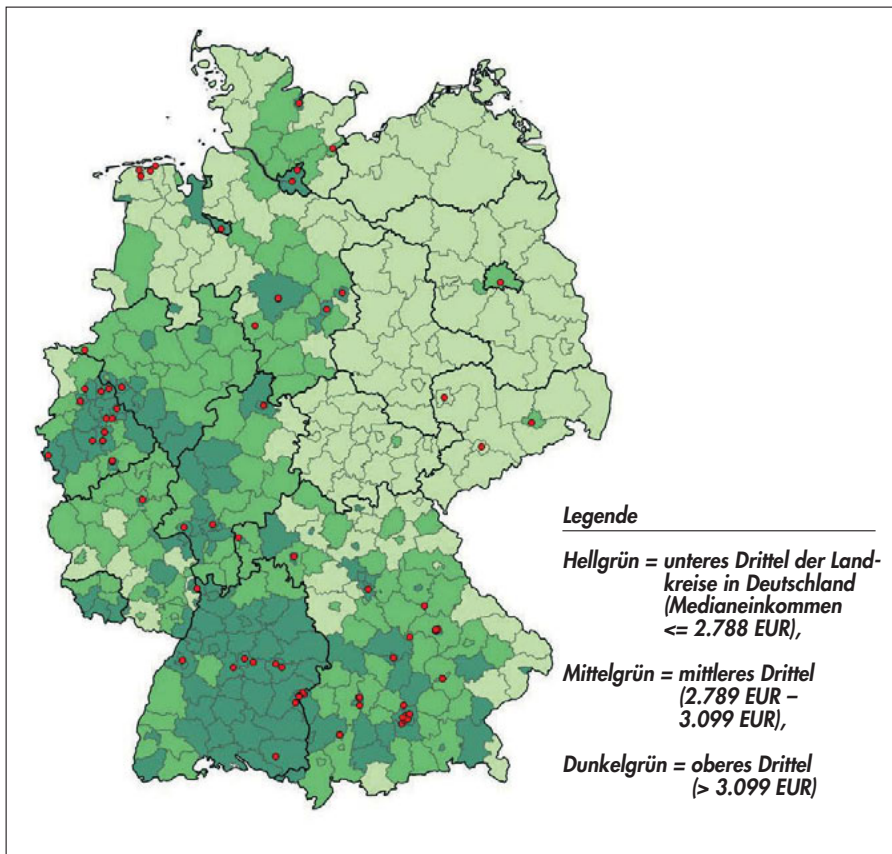 Legende
Hellgrün = unteres Drittel der Land-
kreise in Deutschland
(Medianeinkommen
<= 2.788 EUR),
Mittelgrün = mittleres Drittel
(2.789 EUR –
3.099 EUR),
Dunkelgrün = oberes Drittel
(> 3.099 EUR)